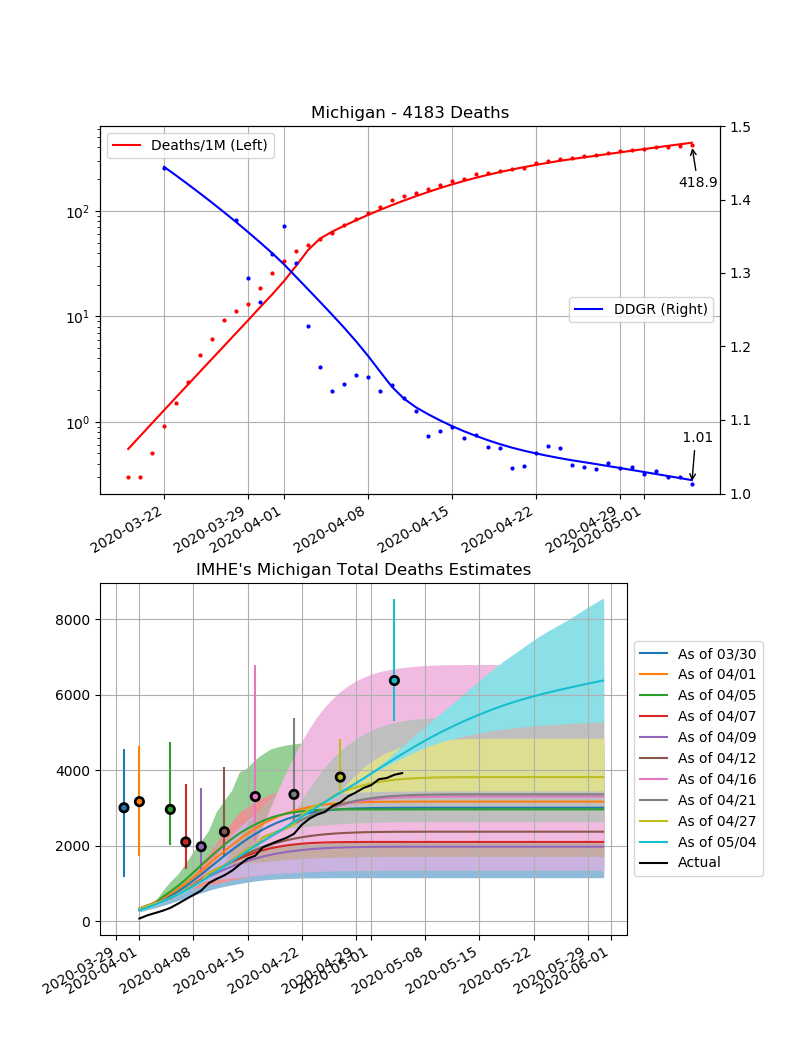 Michigan - 4183 Deaths
Deaths/1M (Left)
DDGR (Right)
418.9
1.01
10²
10¹
10⁰
1.5
1.4
1.3
1.2
1.1
1.0
2020-03-22
2020-03-29
2020-04-01
2020-04-08
2020-04-15
2020-04-22
2020-04-29
2020-05-01
IMHE's Michigan Total Deaths Estimates
8000
6000
4000
2000
0
2020-03-29
2020-04-01
2020-04-08
2020-04-15
2020-04-22
2020-04-29
2020-05-01
2020-05-08
2020-05-15
2020-05-22
2020-05-29
2020-06-01
As of 03/30
As of 04/01
As of 04/05
As of 04/07
As of 04/09
As of 04/12
As of 04/16
As of 04/21
As of 04/27
As of 05/04
Actual